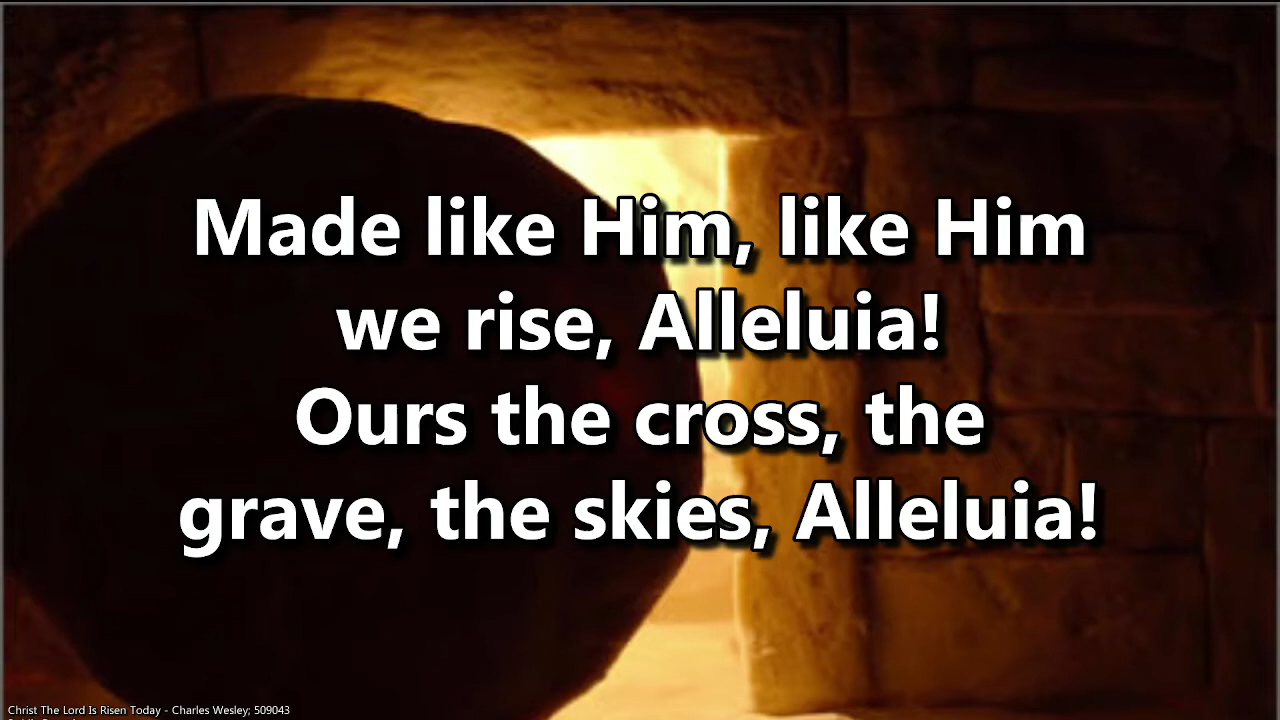 Made like Him, like Him
we rise, Alleluia!
Ours the cross, the
grave, the skies, Alleluia!
Christ The Lord Is Risen Today - Charles Wesley; 509043